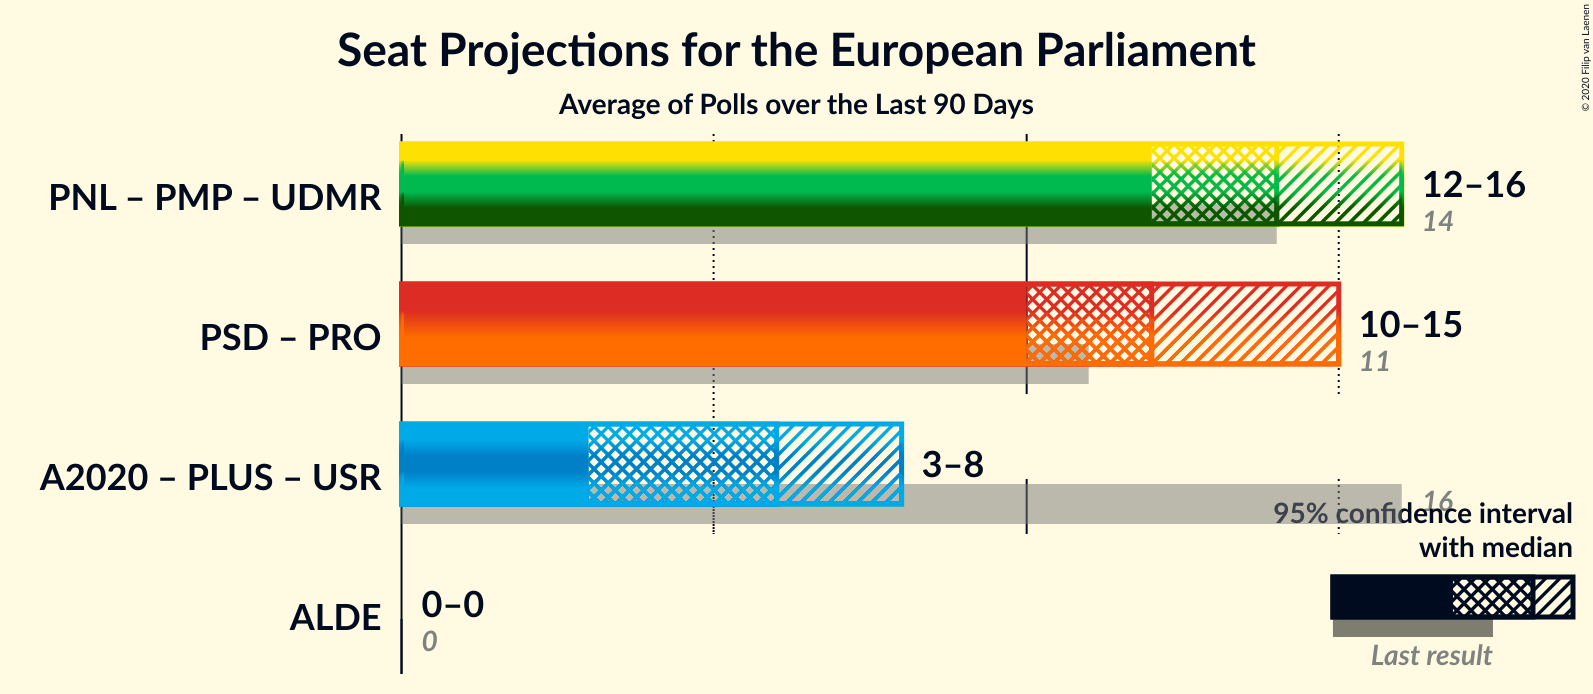 Seat Projections for the European Parliament
Average of Polls over the Last 90 Days
© 2020 Filip van Laenen
PNL – PMP – UDMR
12–16
14
PSD – PRO
10–15
11
A2020 – PLUS – USR
3–8
16
95% confidence interval
with median
Last result
ALDE
0–0
0